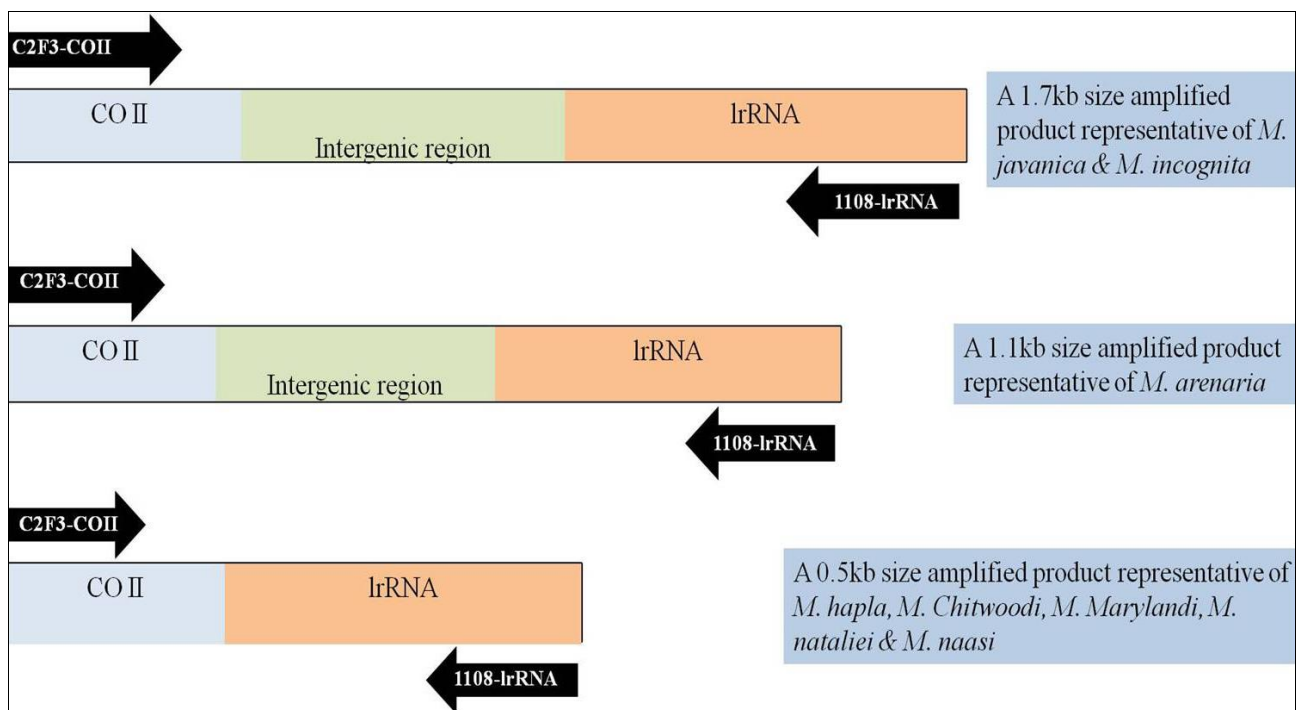 C2F3-COII
CO II
Intergenic region
lrRNA
1108-lrRNA
A 1.7kb size amplified
product representative of M.
javanica & M. incognita
C2F3-COII
CO II
Intergenic region
lrRNA
1108-lrRNA
A 1.1kb size amplified product
representative of M. arenaria
C2F3-COII
CO II
lrRNA
1108-lrRNA
A 0.5kb size amplified product representative of
M. hapla, M. Chitwoodi, M. Marylandi, M.
nataliei & M. naasi